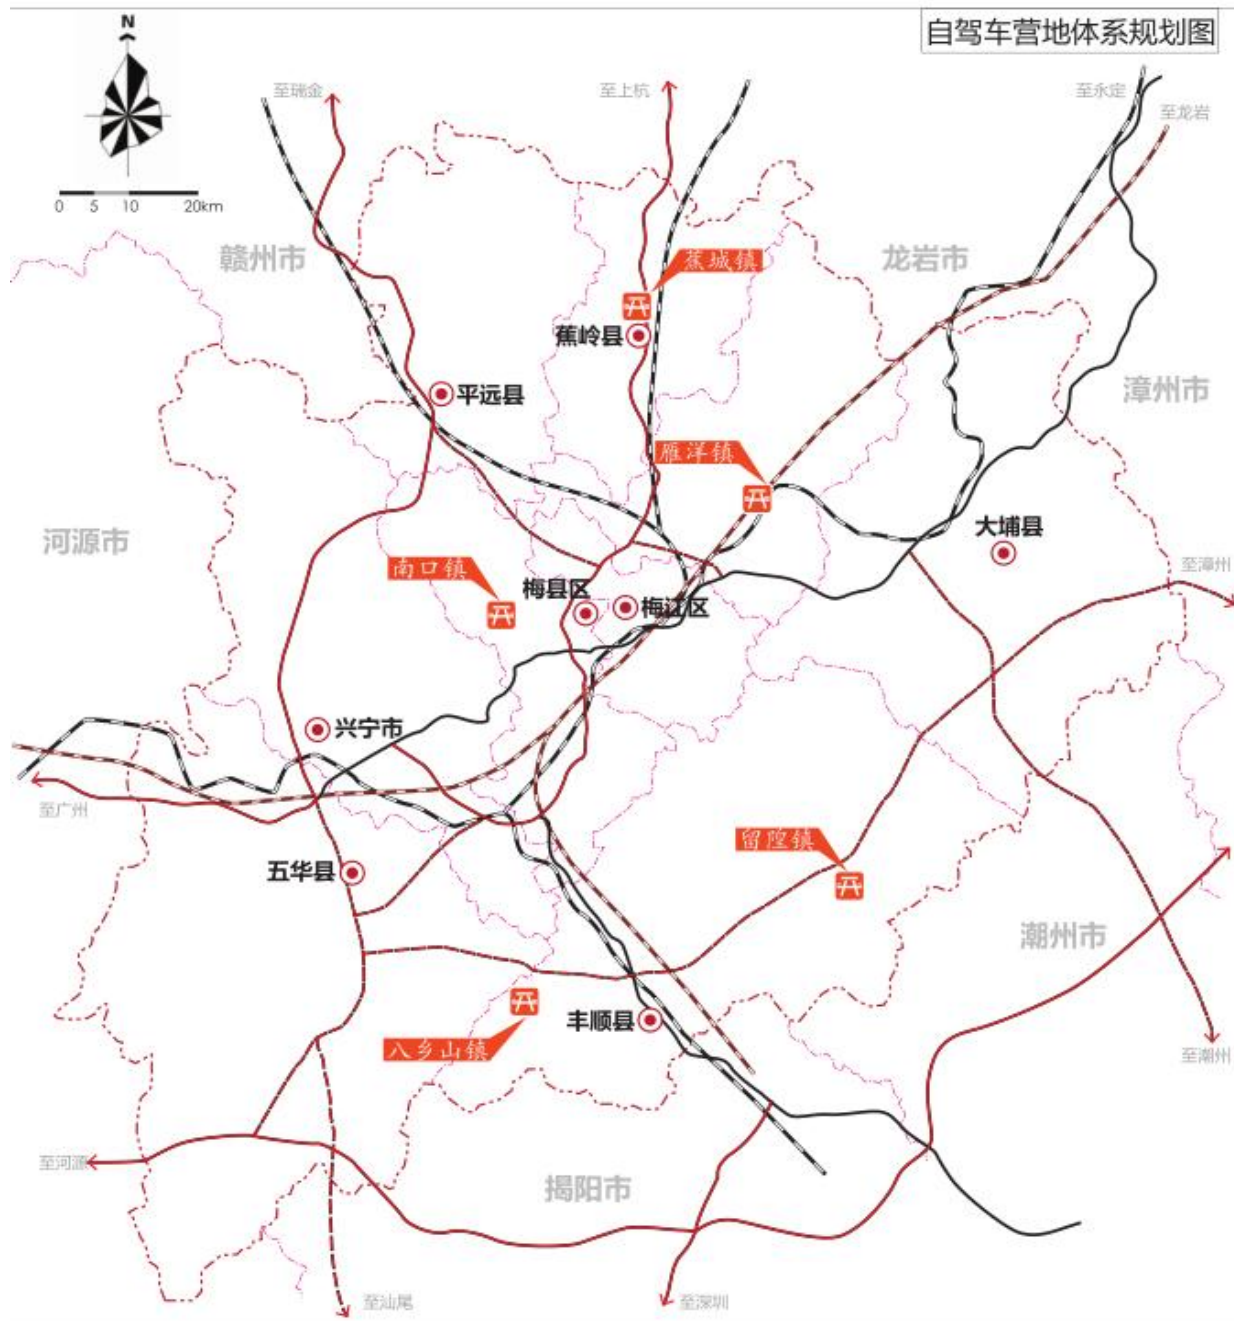 自驾车营地体系规划图
N
0 5 10 20km
至瑞金
至上杭
至永定
至龙岩
赣州市
蕉城镇
龙岩市
蕉岭县
平远县
漳州市
雁洋镇
河源市
大埔县
南口镇
至漳州
梅县区
梅江区
兴宁市
至广州
留隍镇
五华县
潮州市
丰顺县
八乡山镇
至潮州
至河源
揭阳市
至汕尾
至深圳